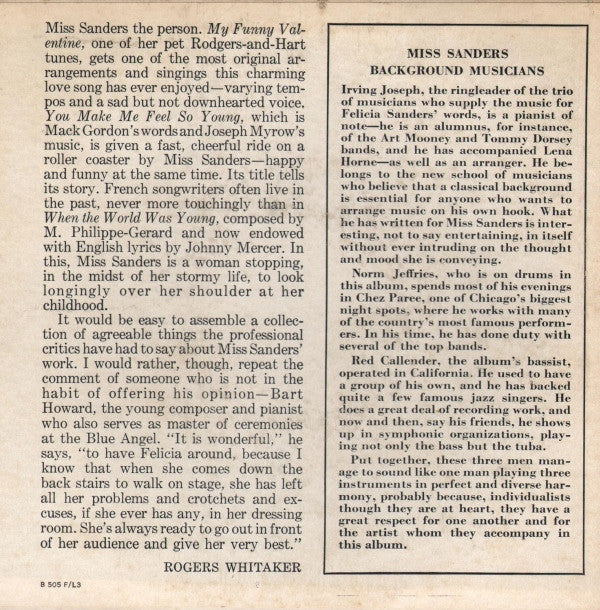 Miss Sanders the person. My Funny Val-
entine, one of her pet Rodgers-and-Hart
tunes, gets one of the most original ar-
rangements and singings this charming
love song has ever enjoyed—varying tem-
pos and a sad but not downhearted voice.
You Make Me Feel So Young, which is
Mack Gordon's words and Joseph Myrow's
music, is given a fast, cheerful ride on a
roller coaster by Miss Sanders—happy
and funny at the same time. Its title tells
its story. French songwriters often live in
the past, never more touchingly than in
When the World Was Young, composed by
M. Philippe-Gerard and now endowed
with English lyrics by Johnny Mercer. In
this, Miss Sanders is a woman stopping,
in the midst of her stormy life, to look
longingly over her shoulder at her
childhood.
It would be easy to assemble a collec-
tion of agreeable things the professional
critics have had to say about Miss Sanders'
work. I would rather, though, repeat the
comment of someone who is not in the
habit of offering his opinion—Bart
Howard, the young composer and pianist
who also serves as master of ceremonies
at the Blue Angel. "It is wonderful," he
says, "to have Felicia around, because I
know that when she comes down the
back stairs to walk on stage, she has left
all her problems and crotchets and ex-
cuses, if she ever has any, in her dressing
room. She's always ready to go out in front
of her audience and give her very best."
ROGERS WHITAKER
B 505 F/L3
MISS SANDERS
BACKGROUND MUSICIANS
Irving Joseph, the ringleader of the trio
of musicians who supply the music for
Felicia Sanders' words, is a pianist of
note—he is an alumnus, for instance,
of the Art Mooney and Tommy Dorsey
bands, and he has accompanied Lena
Horne—as well as an arranger. He be-
longs to the new school of musicians
who believe that a classical background
is essential for anyone who wants to
arrange music on his own hook. What
he has written for Miss Sanders is inter-
esting, not to say entertaining, in itself
without ever intruding on the thought
and mood she is conveying.
Norm Jeffries, who is on drums in
this album, spends most of his evenings
in Chez Paree, one of Chicago's biggest
night spots, where he works with many
of the country's most famous perform-
ers. In his time, he has done duty with
several of the top bands.
Red Callender, the album's bassist,
operated in California. He used to have
a group of his own, and he has backed
quite a few famous jazz singers. He
does a great deal of recording work, and
now and then, say his friends, he shows
up in symphonic organizations, play-
ing not only the bass but the tuba.
Put together, these three men man-
age to sound like one man playing three
instruments in perfect and diverse har-
mony, probably because, individualists
though they are at heart, they have a
great respect for one another and for
the artist whom they accompany in
this album.